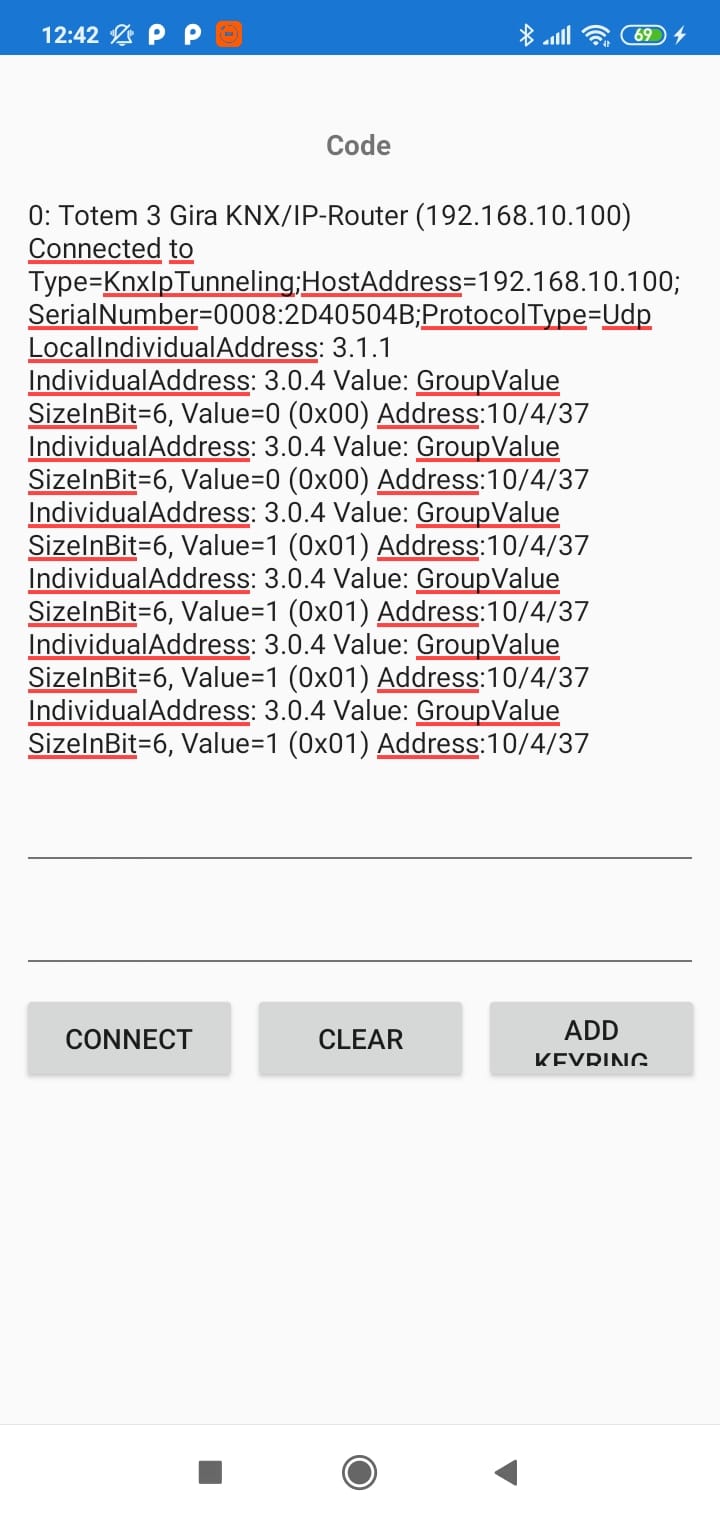 12:42 P P 69
Code
0: Totem 3 Gira KNX/IP-Router (192.168.10.100)
Connected to
Type=KnxIpTunneling;HostAddress=192.168.10.100;
SerialNumber=0008:2D40504B;ProtocolType=Udp
LocalIndividualAddress: 3.1.1
IndividualAddress: 3.0.4 Value: GroupValue
SizeInBit=6, Value=0 (0x00) Address:10/4/37
IndividualAddress: 3.0.4 Value: GroupValue
SizeInBit=6, Value=0 (0x00) Address:10/4/37
IndividualAddress: 3.0.4 Value: GroupValue
SizeInBit=6, Value=1 (0x01) Address:10/4/37
IndividualAddress: 3.0.4 Value: GroupValue
SizeInBit=6, Value=1 (0x01) Address:10/4/37
IndividualAddress: 3.0.4 Value: GroupValue
SizeInBit=6, Value=1 (0x01) Address:10/4/37
IndividualAddress: 3.0.4 Value: GroupValue
SizeInBit=6, Value=1 (0x01) Address:10/4/37
CONNECT
CLEAR
ADD
KEYRING